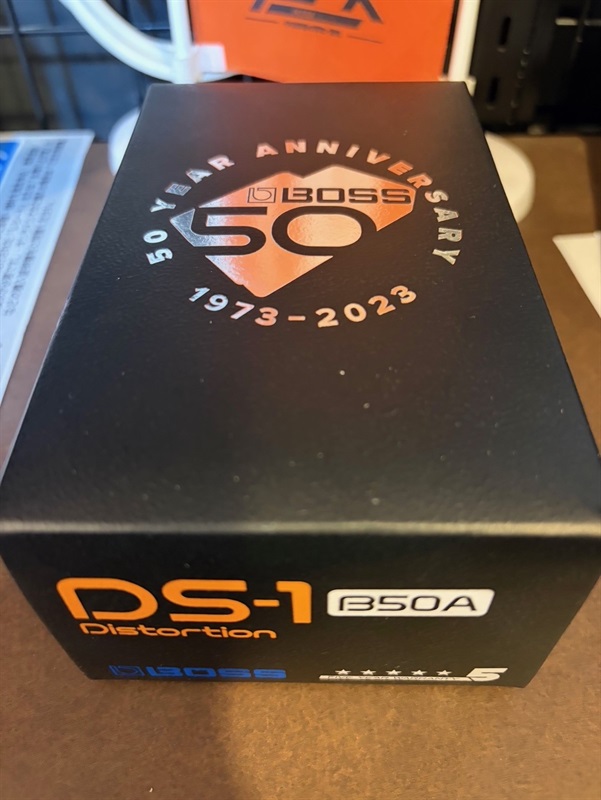 50 YEAR ANNIVERSARY
BOSS
50
1973-2023
DS-1 B50A
Distortion
BOSS
5